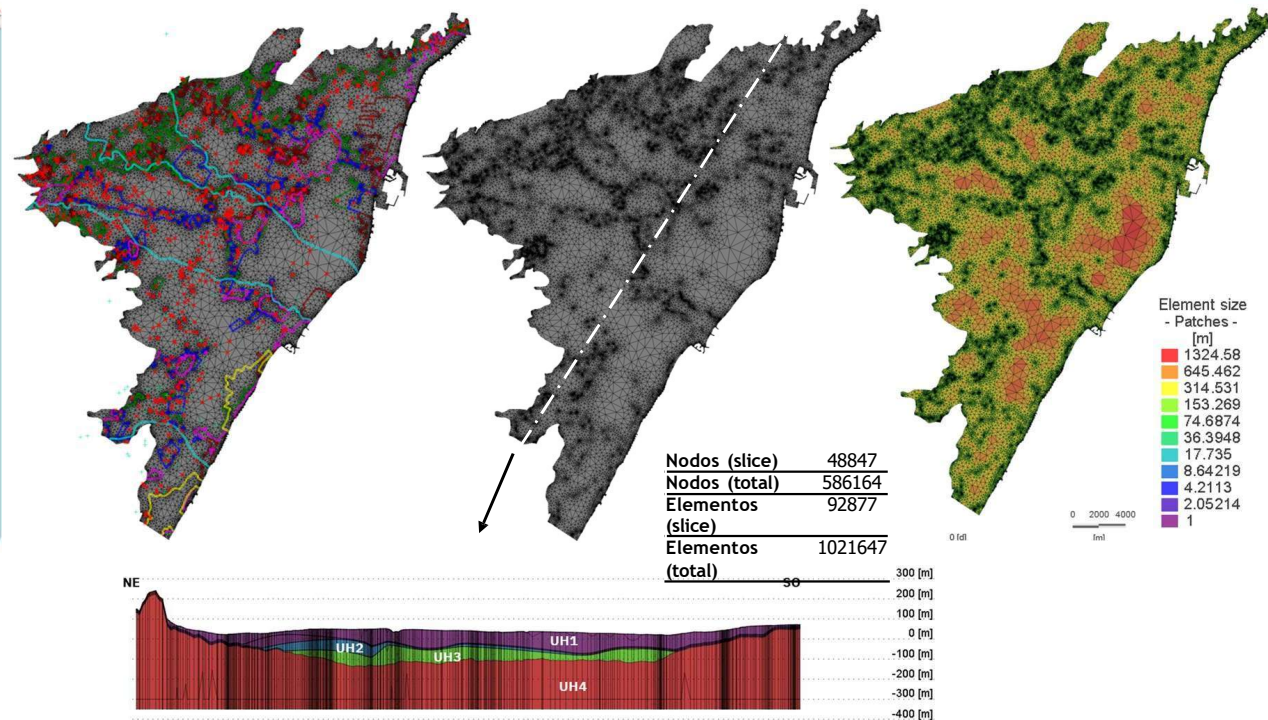 Element size
- Patches -
[m]
1324.58
645.462
314.531
153.269
74.6874
36.3948
17.735
8.64219
4.2113
2.05214
1
0 2000 4000
[m]
0 [d]
Nodos (slice) 48847
Nodos (total) 586164
Elementos 92877
(slice)
Elementos 1021647
(total)
NE
SO
300 [m]
200 [m]
100 [m]
0 [m]
-100 [m]
-200 [m]
-300 [m]
-400 [m]
UH1
UH2
UH3
UH4